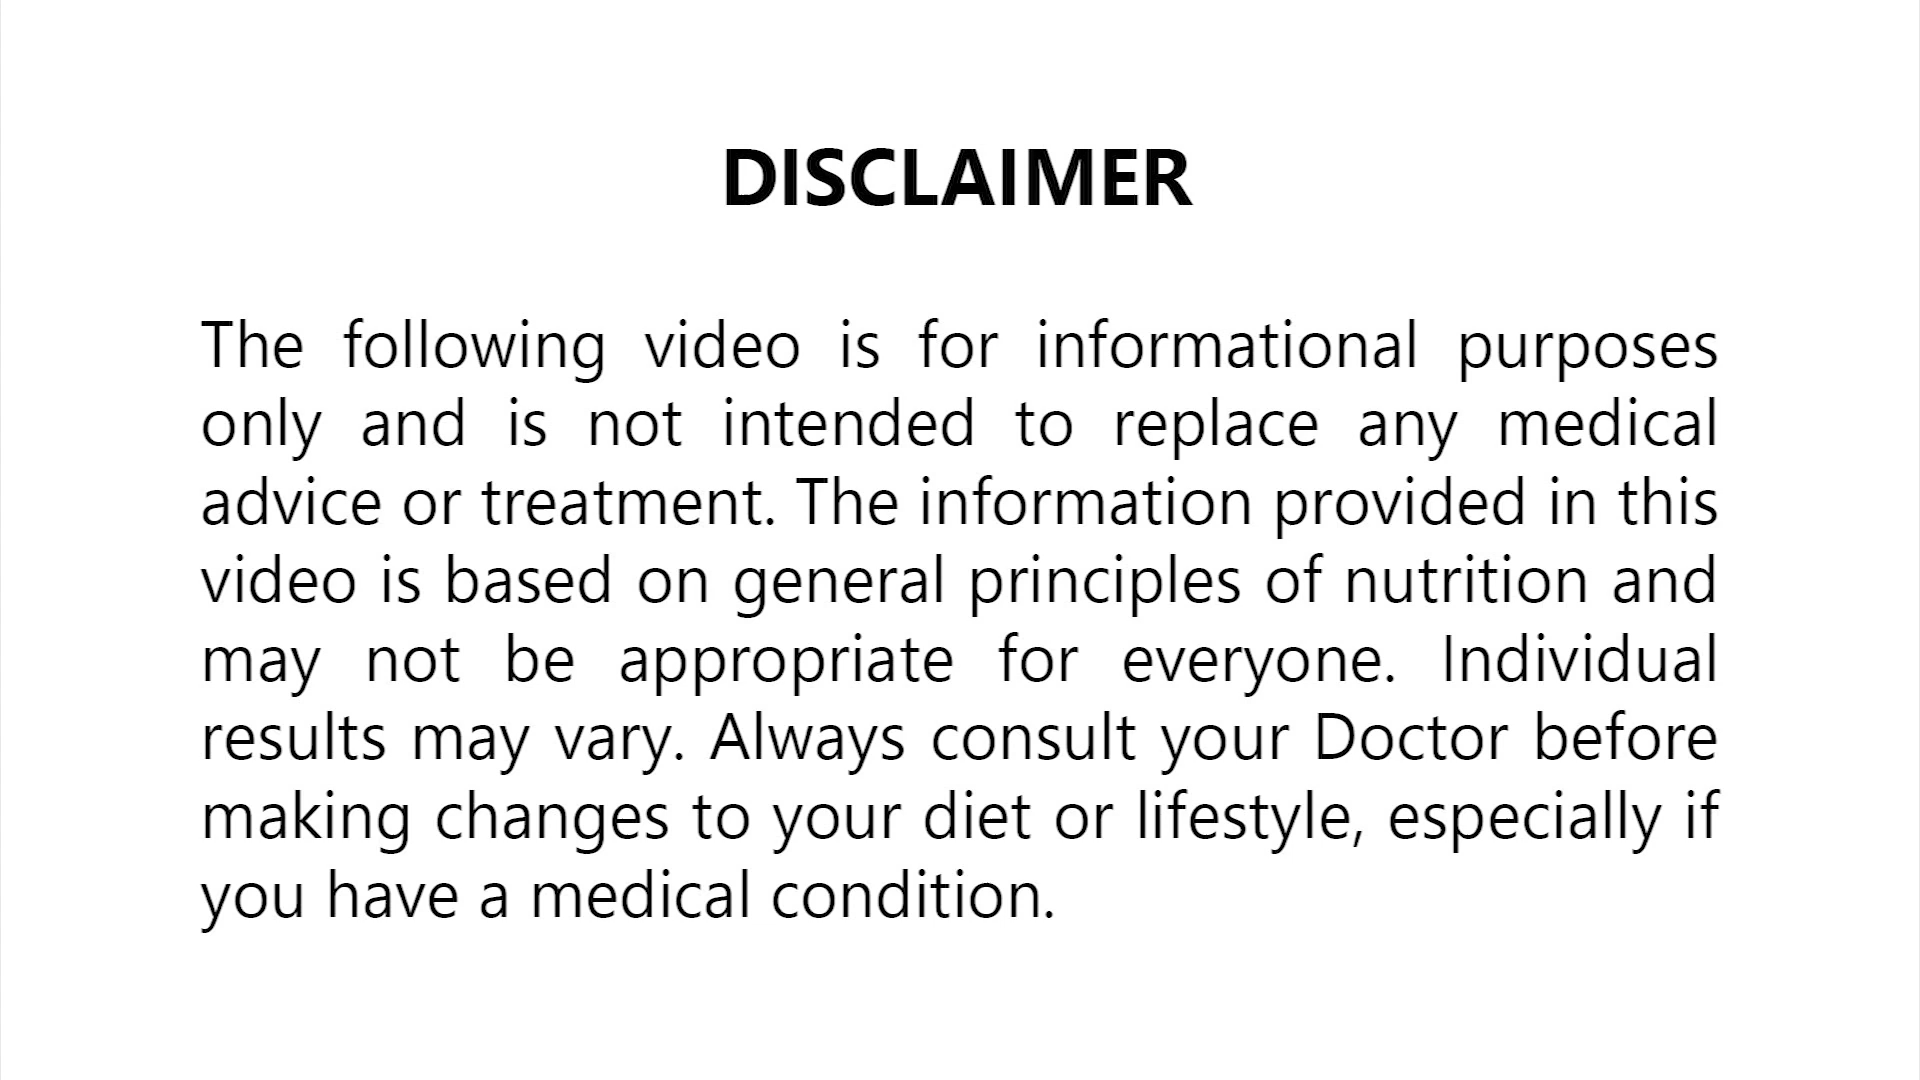 DISCLAIMER
The following video is for informational purposes
only and is not intended to replace any medical
advice or treatment. The information provided in this
video is based on general principles of nutrition and
may not be appropriate for everyone. Individual
results may vary. Always consult your Doctor before
making changes to your diet or lifestyle, especially if
you have a medical condition.